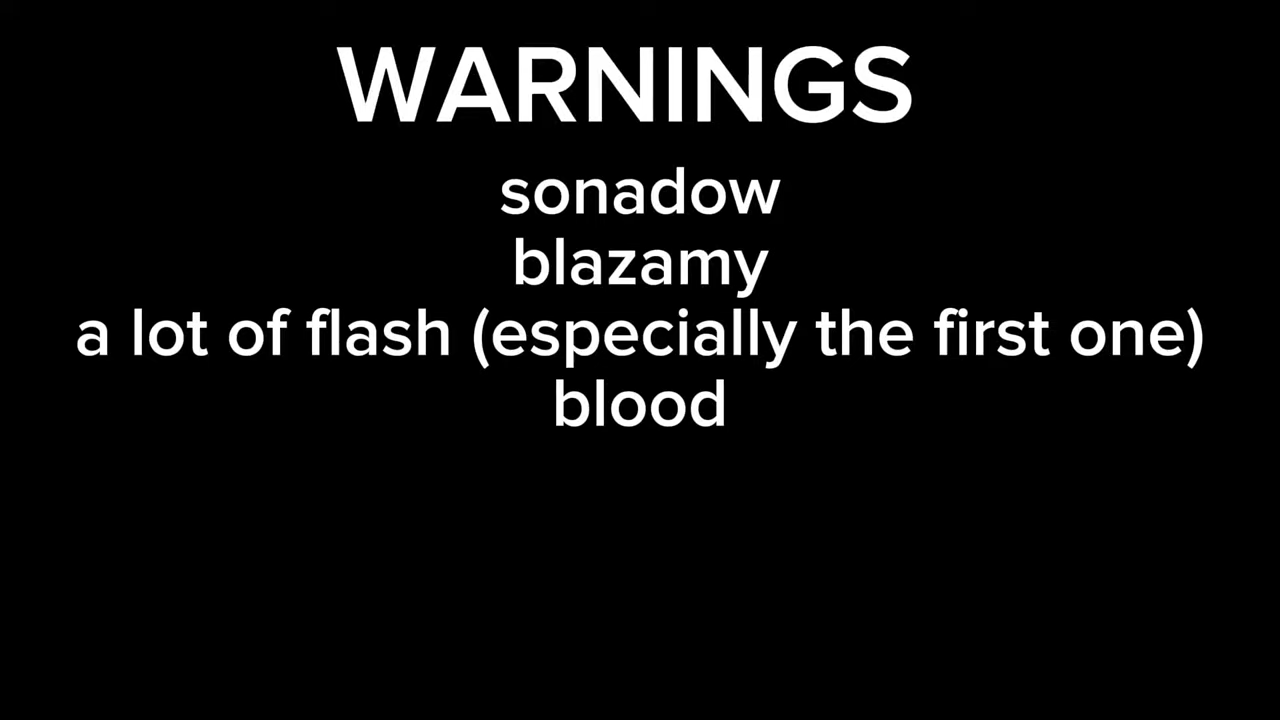 WARNINGS
sonadow
blazamy
a lot of flash (especially the first one)
blood